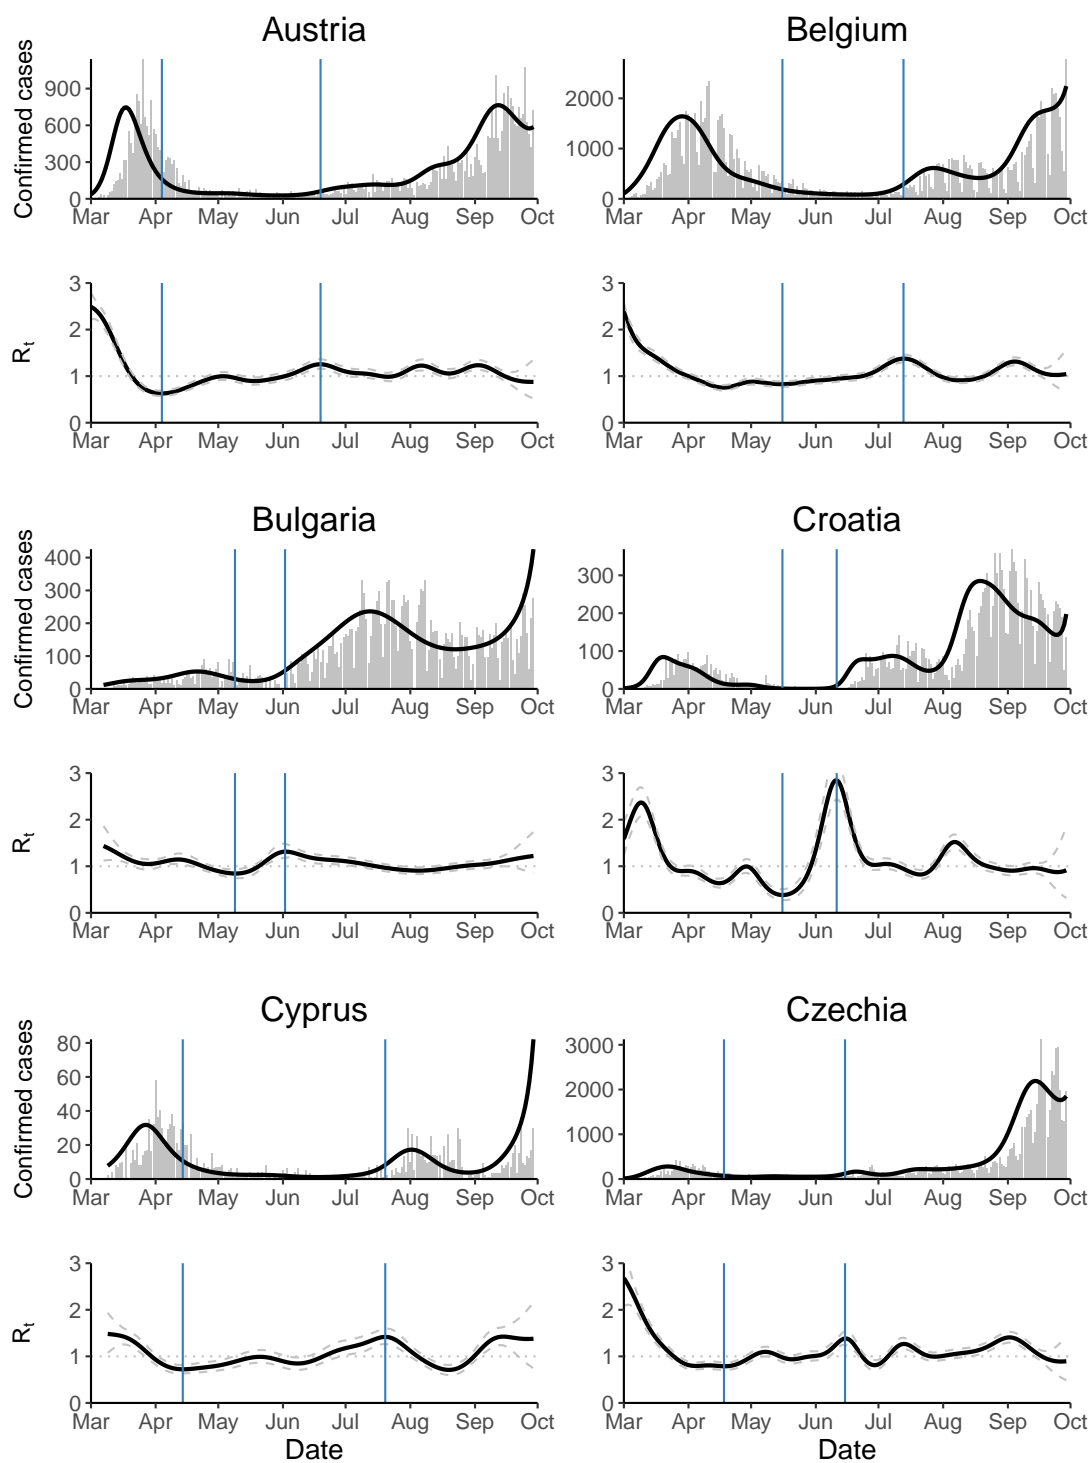 Austria
Confirmed cases
900
600
300
0
Mar Apr May Jun Jul Aug Sep Oct
Rt
3
2
1
0
Mar Apr May Jun Jul Aug Sep Oct
Belgium
2000
1000
0
Mar Apr May Jun Jul Aug Sep Oct
3
2
1
0
Mar Apr May Jun Jul Aug Sep Oct
Bulgaria
Confirmed cases
400
300
200
100
0
Mar Apr May Jun Jul Aug Sep Oct
Rt
3
2
1
0
Mar Apr May Jun Jul Aug Sep Oct
Croatia
300
200
100
0
Mar Apr May Jun Jul Aug Sep Oct
3
2
1
0
Mar Apr May Jun Jul Aug Sep Oct
Cyprus
Confirmed cases
80
60
40
20
0
Mar Apr May Jun Jul Aug Sep Oct
Rt
3
2
1
0
Mar Apr May Jun Jul Aug Sep Oct
Date
Czechia
3000
2000
1000
0
Mar Apr May Jun Jul Aug Sep Oct
3
2
1
0
Mar Apr May Jun Jul Aug Sep Oct
Date